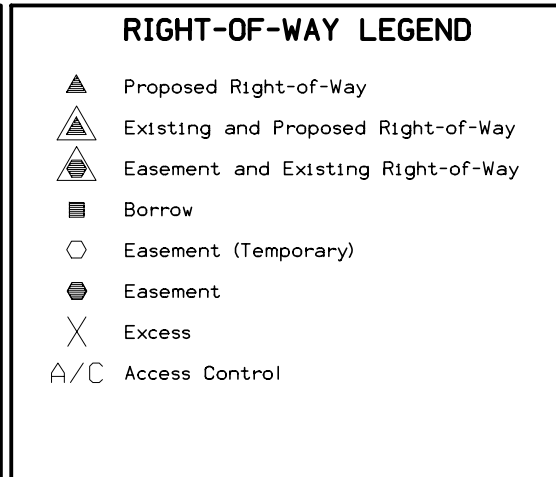 RIGHT-OF-WAY LEGEND
Proposed Right-of-Way
Existing and Proposed Right-of-Way
Easement and Existing Right-of-Way
Borrow
Easement (Temporary)
Easement
X Excess
A/C Access Control